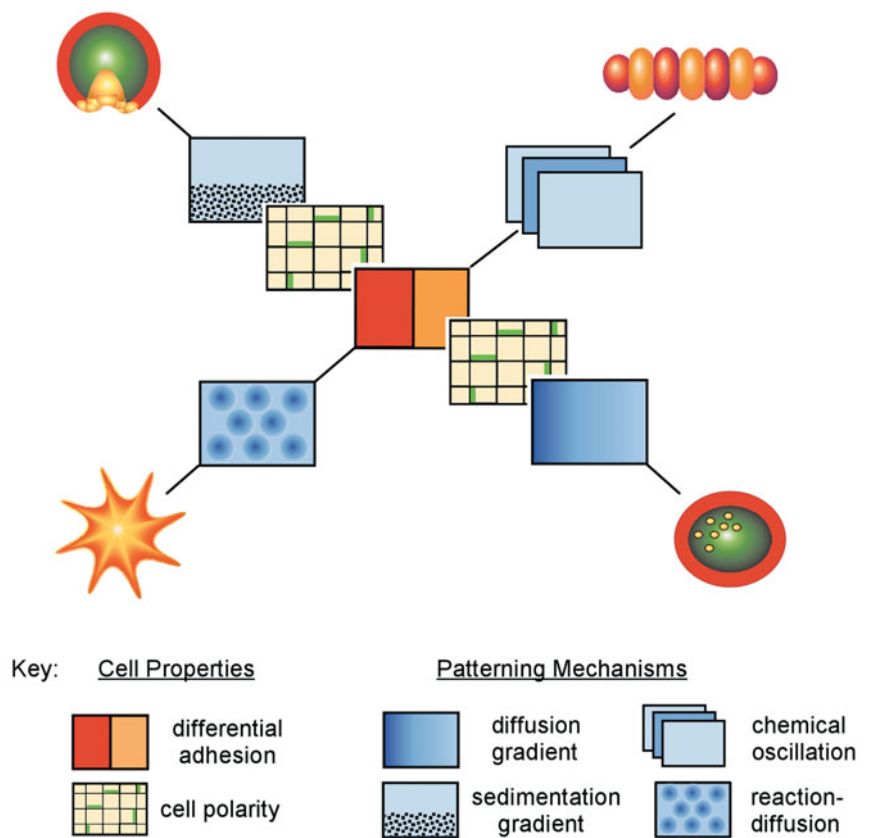 Key: Cell Properties
differential
adhesion
cell polarity
Patterning Mechanisms
diffusion
gradient
sedimentation
gradient
chemical
oscillation
reaction-
diffusion